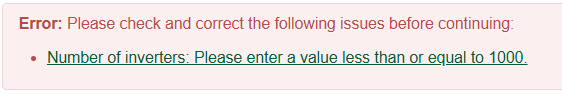 Error: Please check and correct the following issues before continuing:
• Number of inverters: Please enter a value less than or equal to 1000.